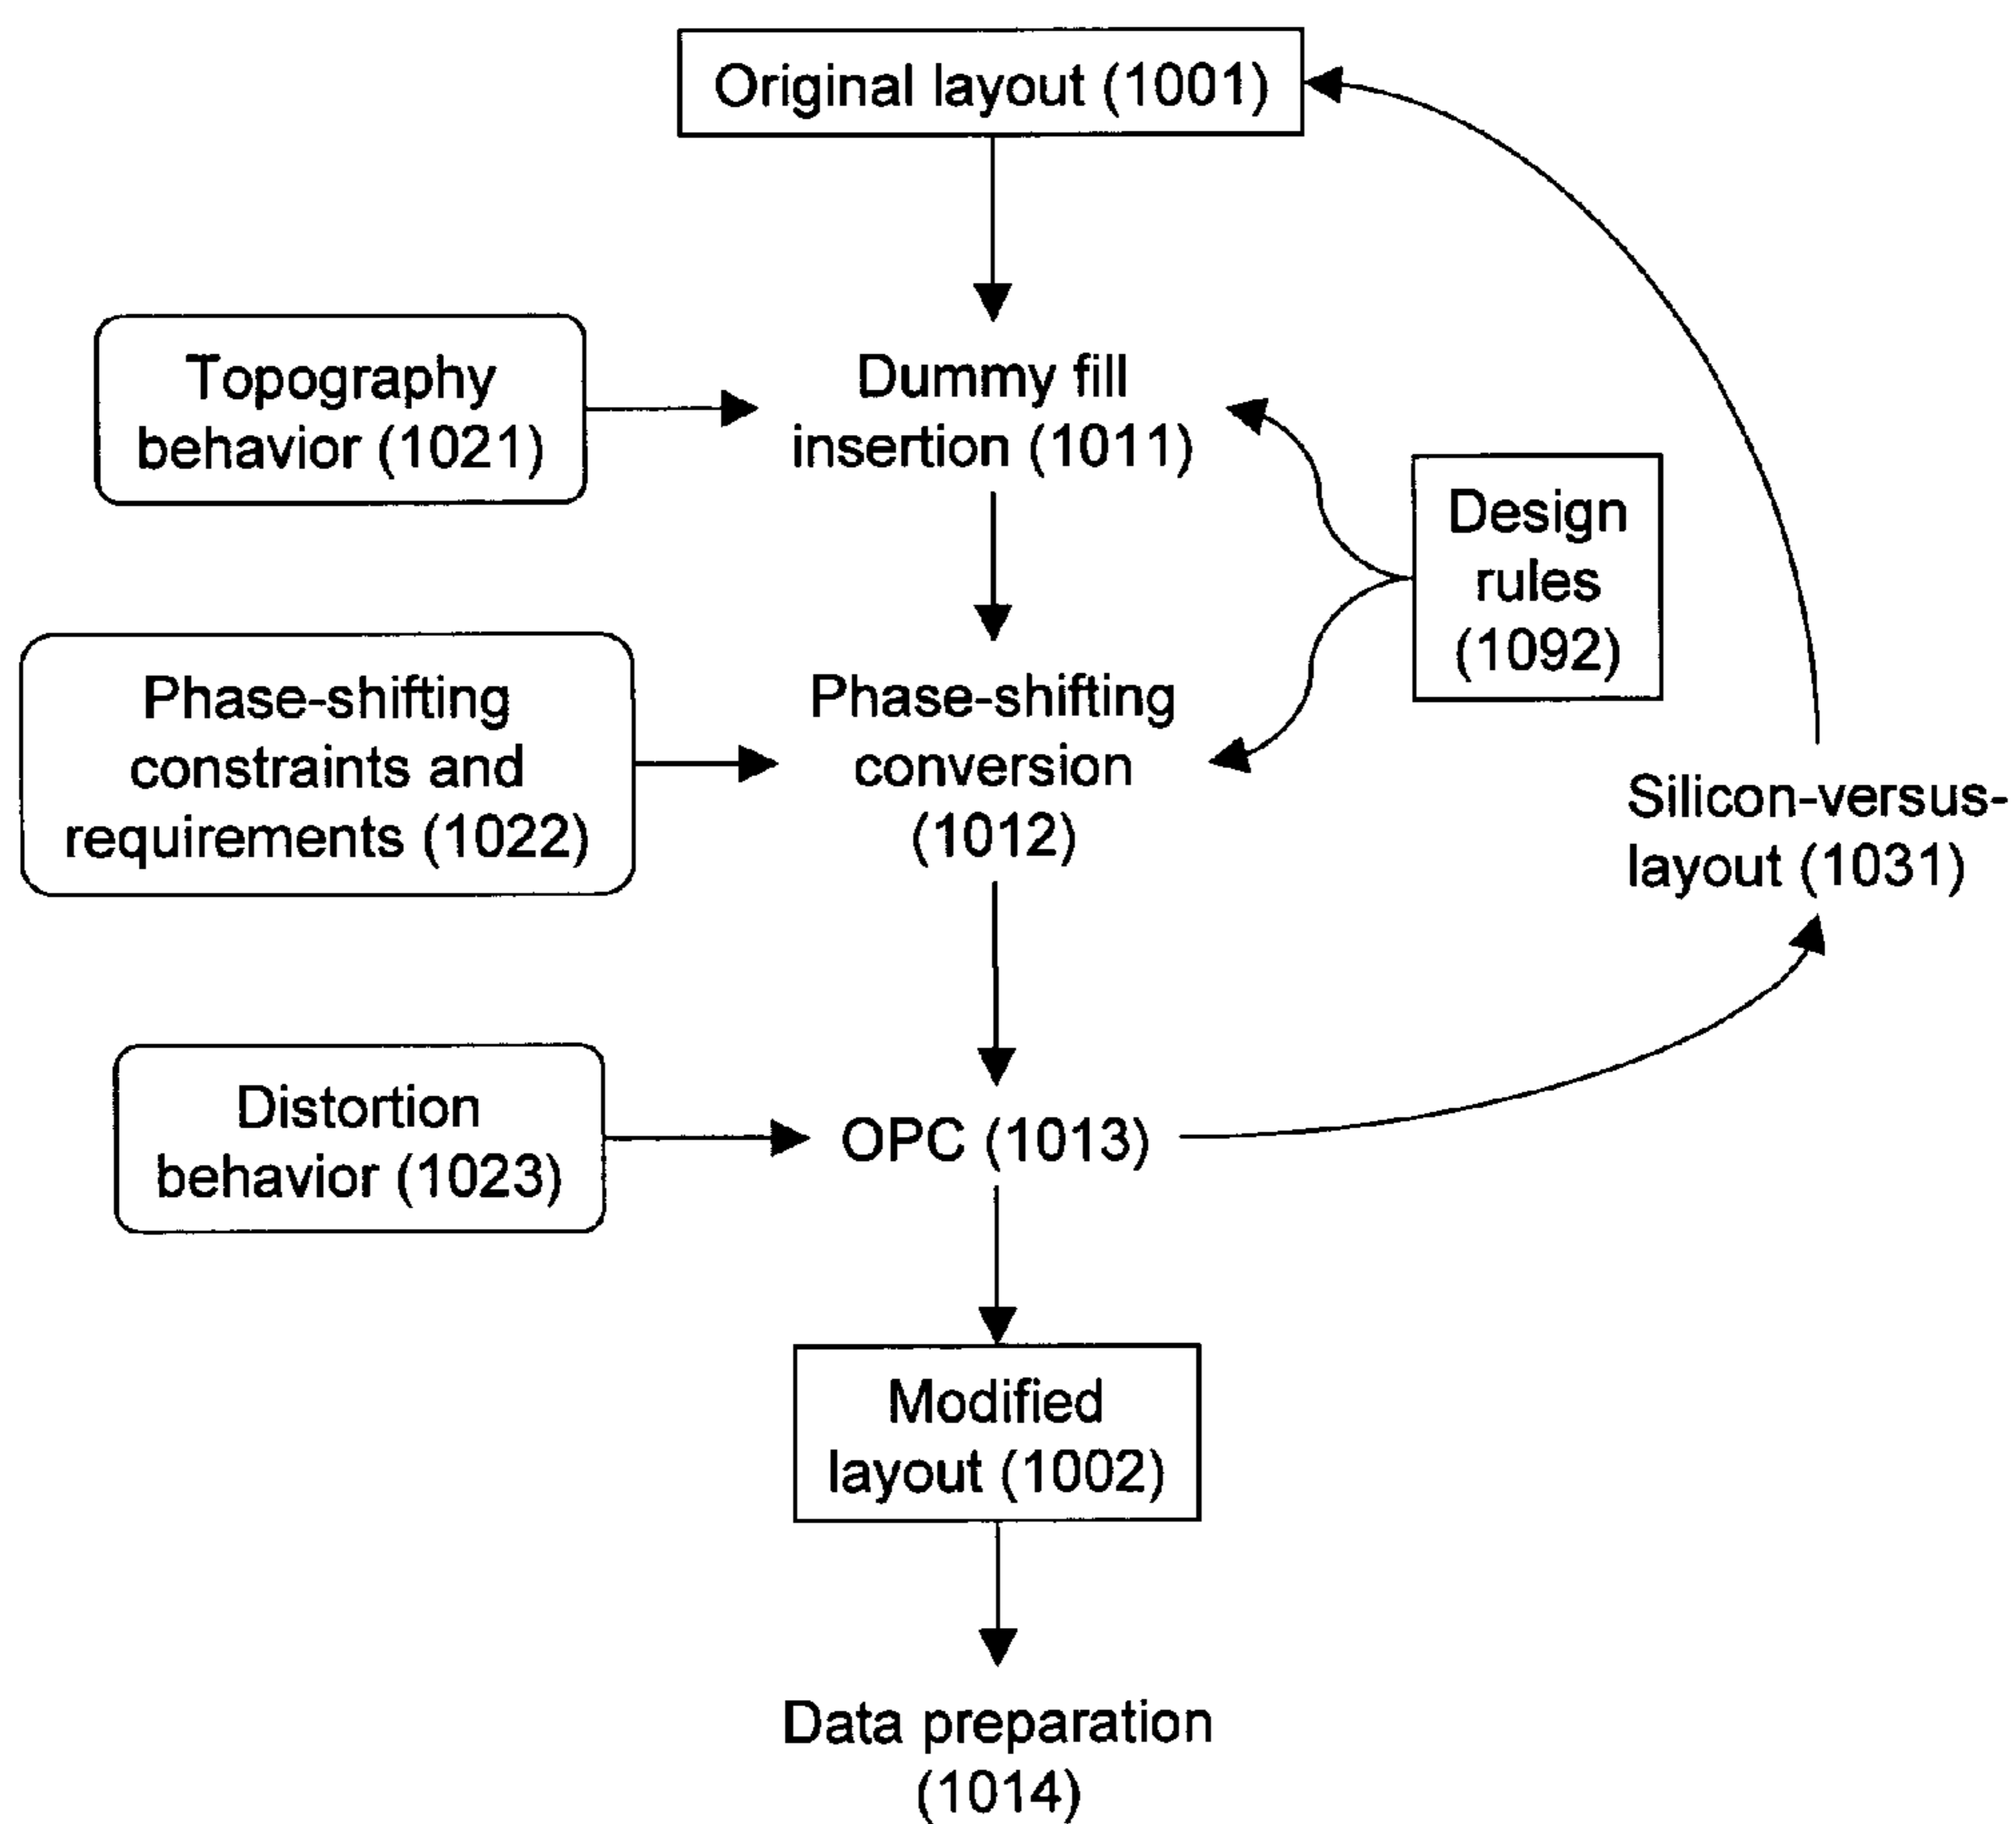 Original layout (1001)
Topography
behavior (1021)
Dummy fill
insertion (1011)
Design
rules
(1092)
Phase-shifting
constraints and
requirements (1022)
Phase-shifting
conversion
(1012)
Silicon-versus-
layout (1031)
Distortion
behavior (1023)
OPC (1013)
Modified
layout (1002)
Data preparation
(1014)